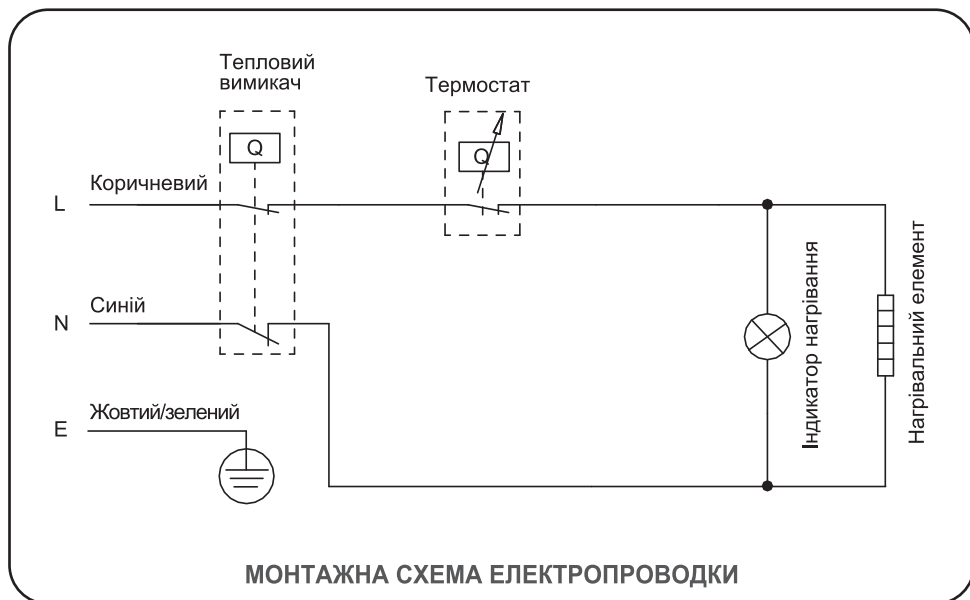 Тепловий
вимикач
Термостат
Q
Q
Коричневий
L
Синій
N
Жовтий/зелений
E
Індикатор нагрівання
Нагрівальний елемент
МОНТАЖНА СХЕМА ЕЛЕКТРОПРОВОДКИ